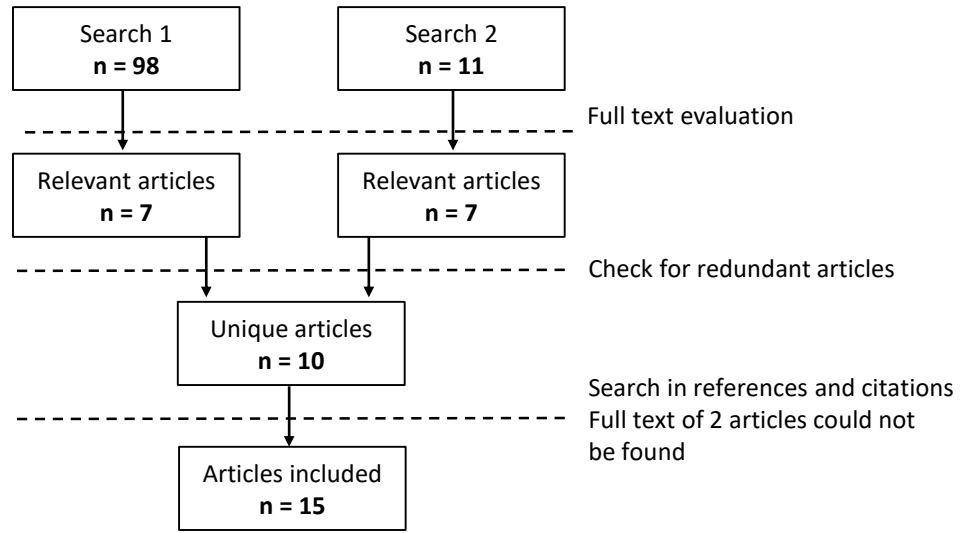 Search 1
n = 98
Search 2
n = 11
Full text evaluation
Relevant articles
n = 7
Relevant articles
n = 7
Check for redundant articles
Unique articles
n = 10
Search in references and citations
Full text of 2 articles could not
be found
Articles included
n = 15